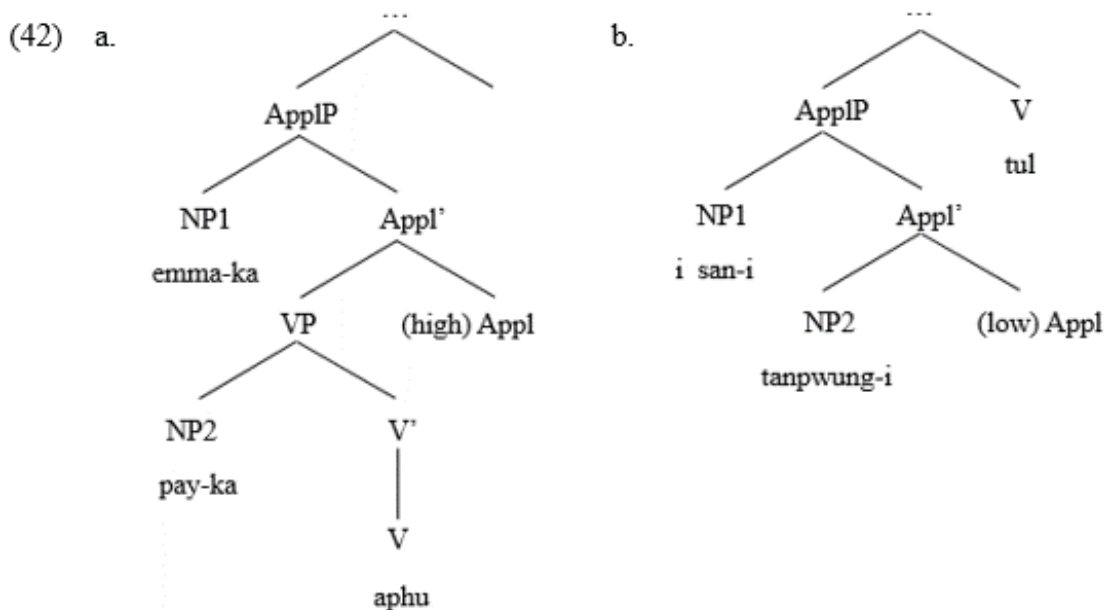 ... ...
(42) a. b.
ApplP ApplP V
tul
NP1 Appl’ NP1 Appl’
emma-ka i san-i
VP (high) Appl NP2 (low) Appl
tanpwung-i
NP2 V’
pay-ka
V
aphu